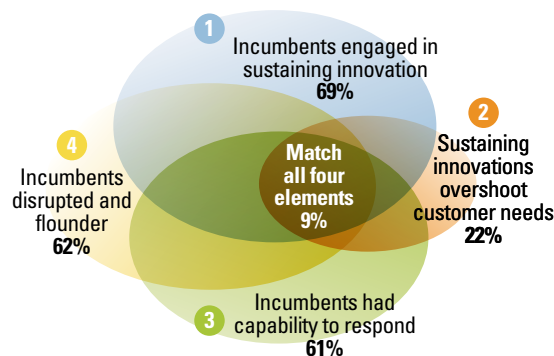 1
Incumbents engaged in
sustaining innovation
69%
2
Sustaining
innovations
overshoot
customer needs
22%
4
Incumbents
disrupted and
flounder
62%
Match
all four
elements
9%
3
Incumbents had
capability to respond
61%